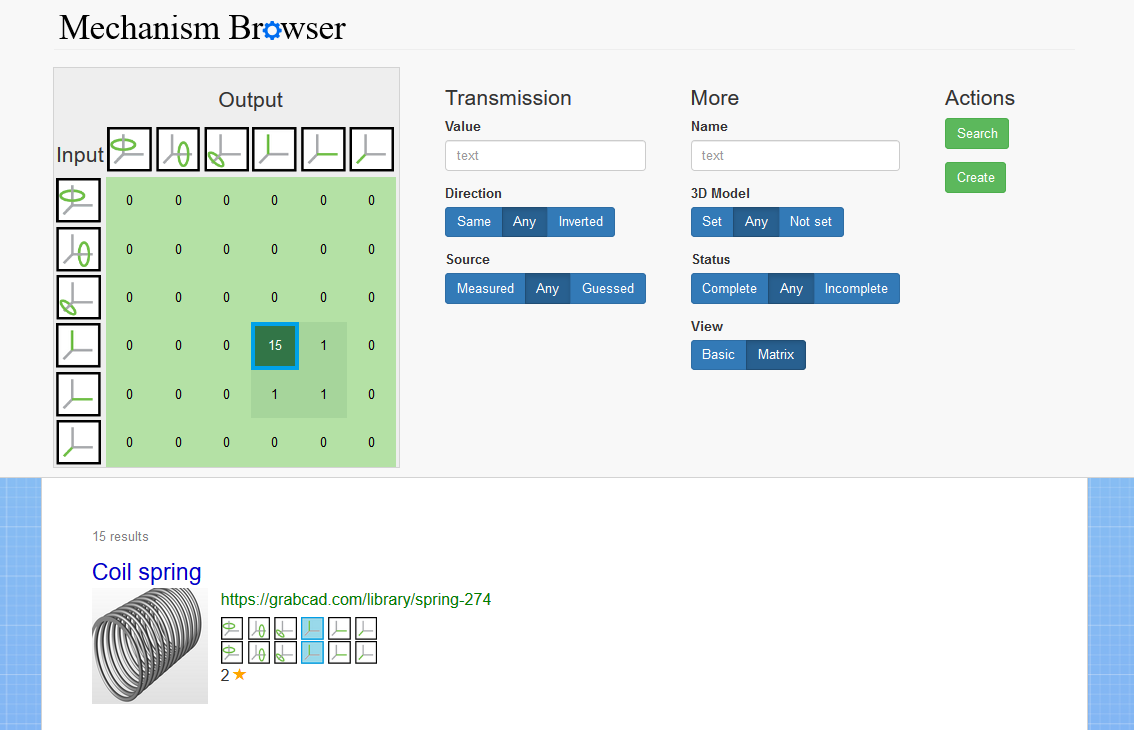 Mechanism Browser
Output
Input
0 0 0 0 0 0
0 0 0 0 0 0
0 0 0 0 0 0
0 0 0 15 1 0
0 0 0 1 1 0
0 0 0 0 0 0
Transmission
Value
text
Direction
Same Any Inverted
Source
Measured Any Guessed
More
Name
text
3D Model
Set Any Not set
Status
Complete Any Incomplete
View
Basic Matrix
Actions
Search
Create
15 results
Coil spring
https://grabcad.com/library/spring-274
2